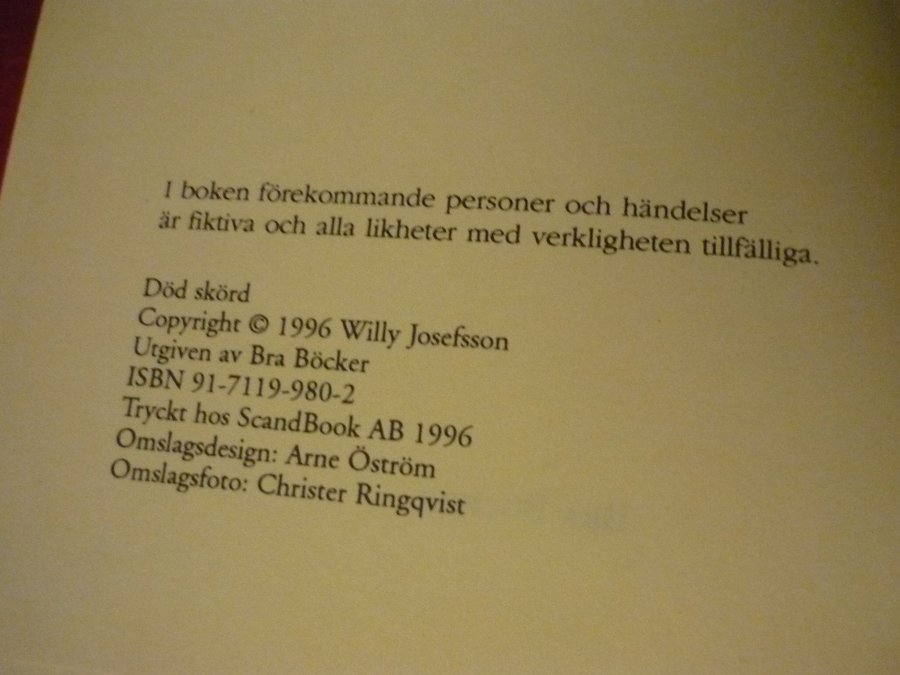 I boken förekommande personer och händelser
är fiktiva och alla likheter med verkligheten tillfälliga.
Död skörd
Copyright © 1996 Willy Josefsson
Utgiven av Bra Böcker
ISBN 91-7119-980-2
Tryckt hos ScandBook AB 1996
Omslagsdesign: Arne Öström
Omslagsfoto: Christer Ringqvist